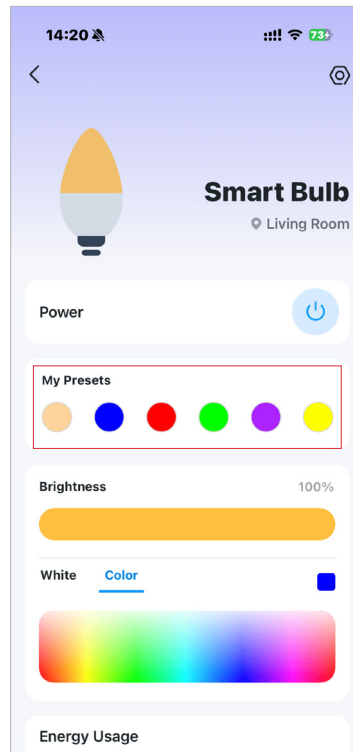 14:20
73
Smart Bulb
Living Room
Power
My Presets
Brightness 100%
White Color
Energy Usage